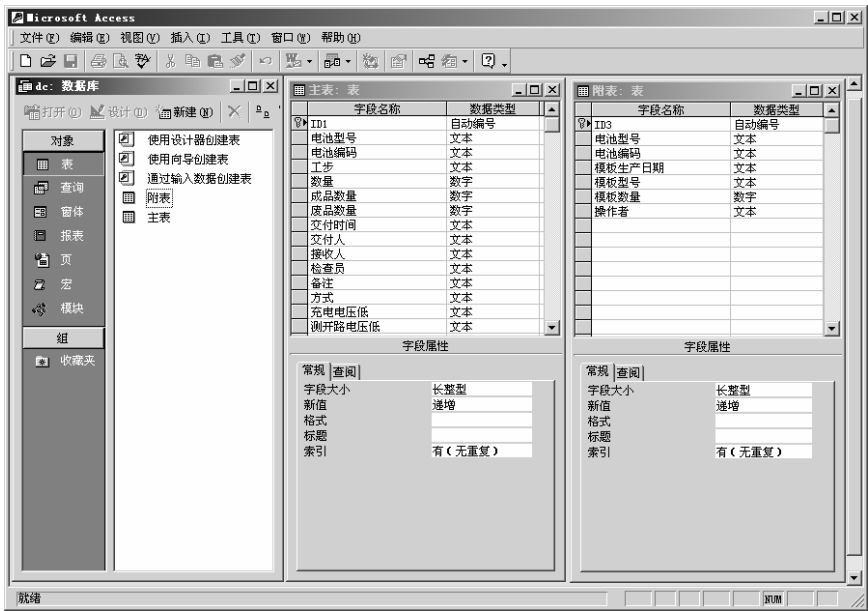 Microsoft Access
文件(F) 编辑(E) 视图(V) 插入(I) 工具(T) 窗口(W) 帮助(H)
dc: 数据库
打开(O) 设计(D) 新建(N)
对象
表
查询
窗体
报表
页
宏
模块
组
收藏夹
使用设计器创建表
使用向导创建表
通过输入数据创建表
附表
主表
主表: 表
字段名称 数据类型
ID1 自动编号
电池型号 文本
电池编码 文本
工步 文本
数量 数字
成品数量 数字
废品数量 数字
交付时间 文本
交付人 文本
接收人 文本
检查员 文本
备注 文本
方式 文本
充电电压低 文本
测开路电压低 文本
字段属性
常规 查阅
字段大小 长整型
新值 递增
格式
标题
索引 有(无重复)
附表: 表
字段名称 数据类型
ID3 自动编号
电池型号 文本
电池编码 文本
模板生产日期 文本
模板型号 文本
模板数量 数字
操作者 文本
字段属性
常规 查阅
字段大小 长整型
新值 递增
格式
标题
索引 有(无重复)
就绪 NUM